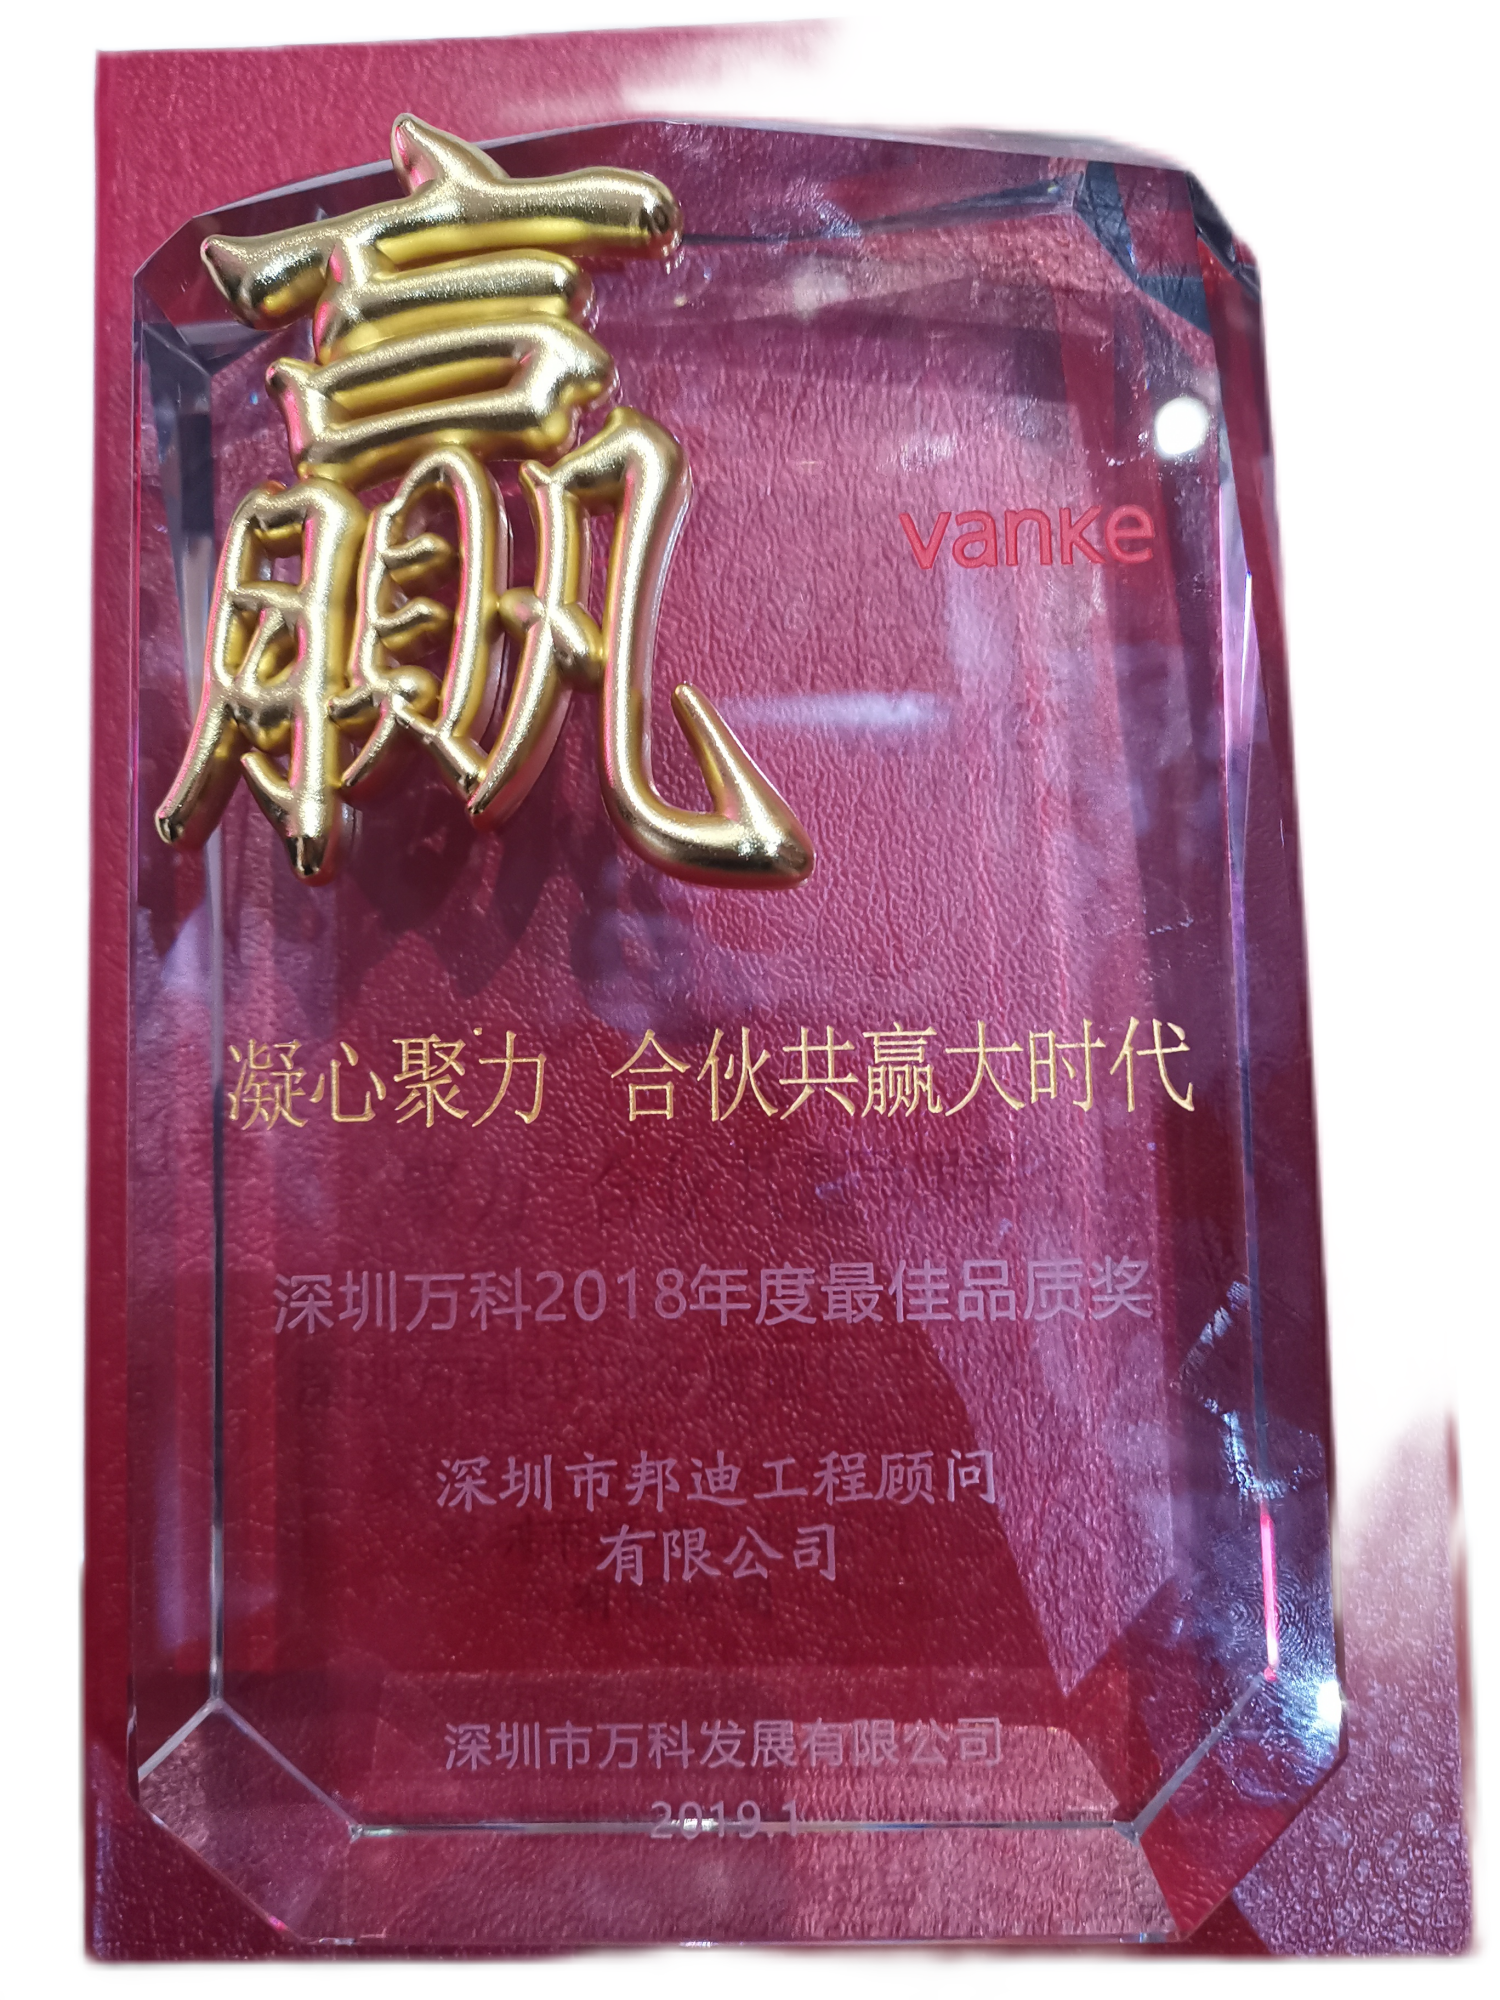 赢
vanke
凝心聚力 合伙共赢大时代
深圳万科2018年度最佳品质奖
深圳市邦迪工程顾问
有限公司
深圳市万科发展有限公司
2019.1